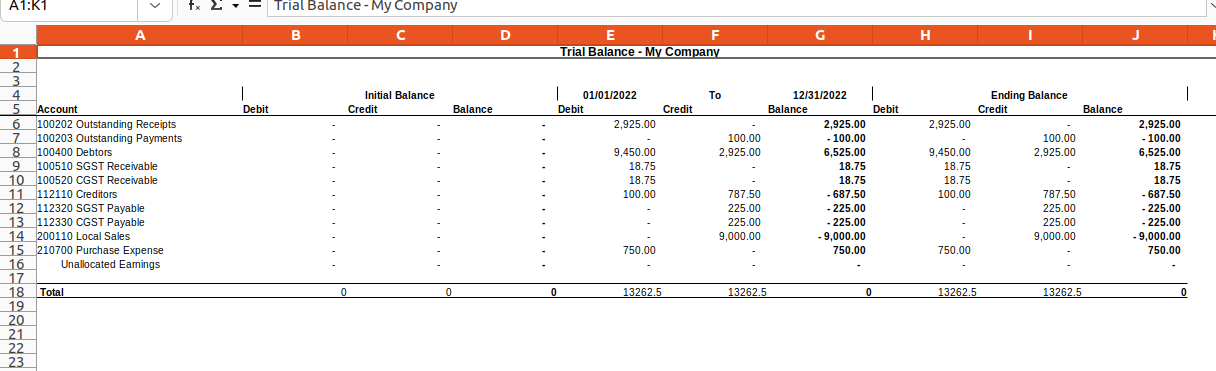 A1:K1 fx Σ = Trial Balance - My Company
A B C D E F G H I J
1 Trial Balance - My Company
2
3
4 Initial Balance 01/01/2022 To 12/31/2022 Ending Balance
5 Account Debit Credit Balance Debit Credit Balance Debit Credit Balance
6 100202 Outstanding Receipts - - - 2,925.00 - 2,925.00 2,925.00 - 2,925.00
7 100203 Outstanding Payments - - - - 100.00 - 100.00 - 100.00 - 100.00
8 100400 Debtors - - - 9,450.00 2,925.00 6,525.00 9,450.00 2,925.00 6,525.00
9 100510 SGST Receivable - - - 18.75 - 18.75 18.75 - 18.75
10 100520 CGST Receivable - - - 18.75 - 18.75 18.75 - 18.75
11 112110 Creditors - - - 100.00 787.50 - 687.50 100.00 787.50 - 687.50
12 112320 SGST Payable - - - - 225.00 - 225.00 - 225.00 - 225.00
13 112330 CGST Payable - - - - 225.00 - 225.00 - 225.00 - 225.00
14 200110 Local Sales - - - - 9,000.00 - 9,000.00 - 9,000.00 - 9,000.00
15 210700 Purchase Expense - - - 750.00 - 750.00 750.00 - 750.00
16 Unallocated Earnings - - - - - - - - -
17
18 Total 0 0 0 13262.5 13262.5 0 13262.5 13262.5 0
19
20
21
22
23